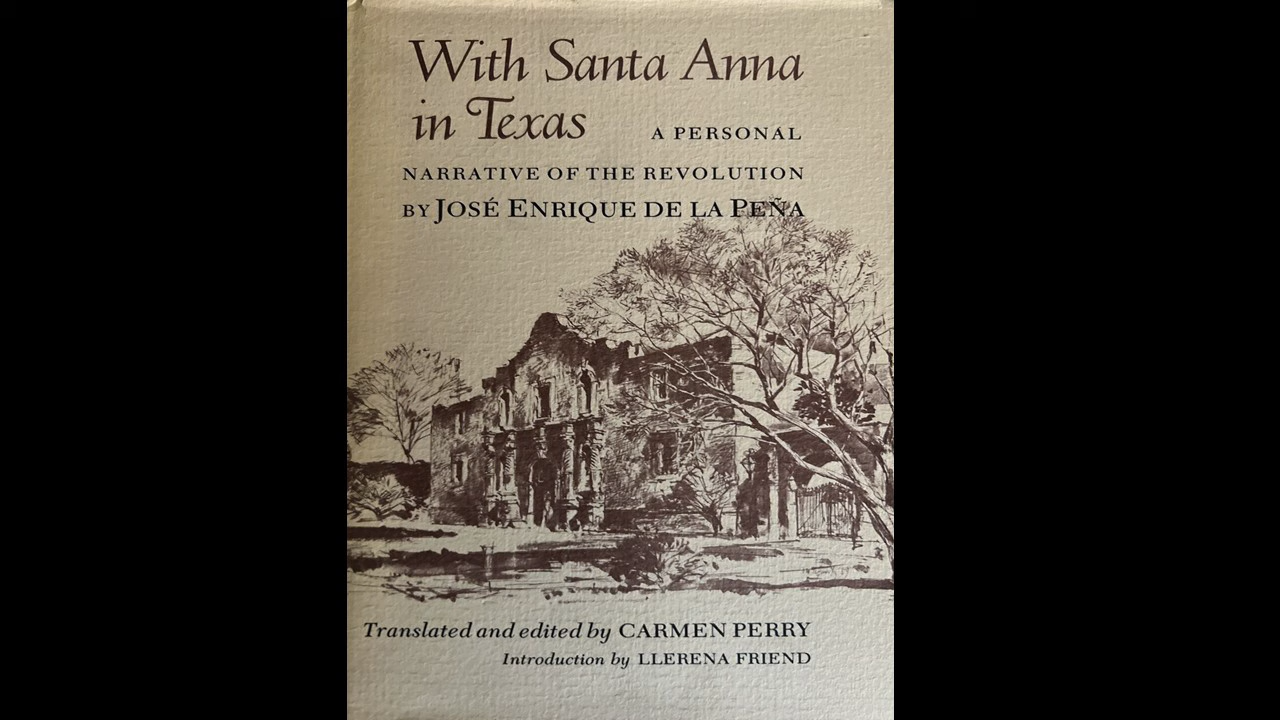 With Santa Anna
in Texas A PERSONAL
NARRATIVE OF THE REVOLUTION
BY JOSÉ ENRIQUE DE LA PEÑA
Translated and edited by CARMEN PERRY
Introduction by LLERENA FRIEND